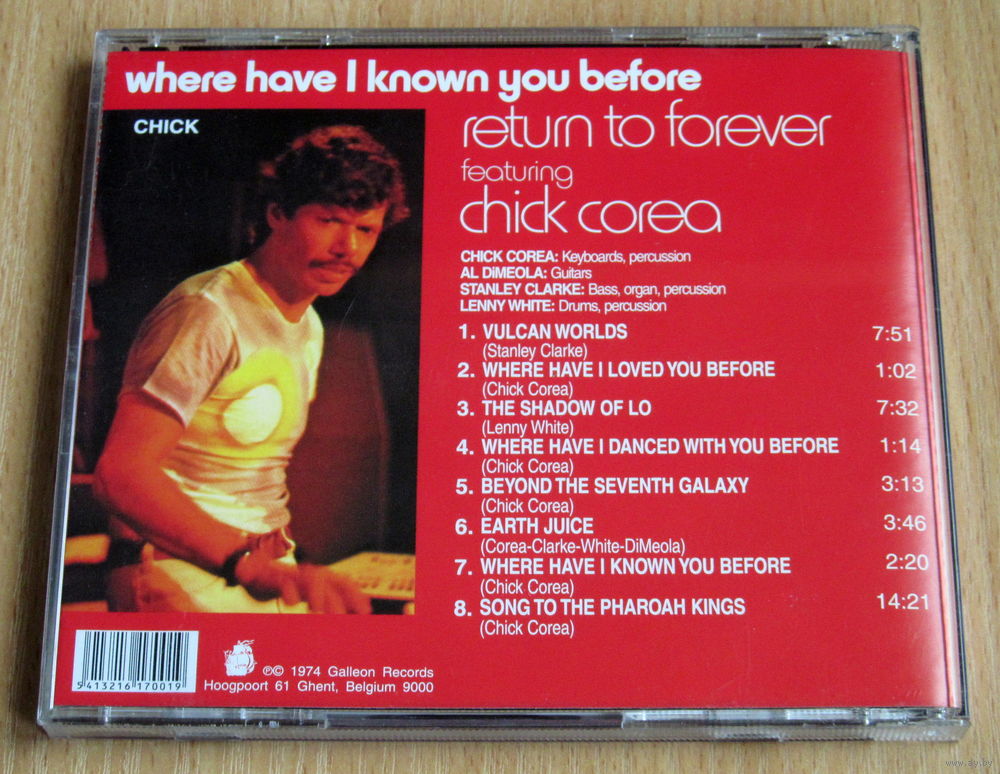 where have I known you before
CHICK
return to forever
featuring
chick corea
CHICK COREA: Keyboards, percussion
AL DiMEOLA: Guitars
STANLEY CLARKE: Bass, organ, percussion
LENNY WHITE: Drums, percussion
1. VULCAN WORLDS 7:51
(Stanley Clarke)
2. WHERE HAVE I LOVED YOU BEFORE 1:02
(Chick Corea)
3. THE SHADOW OF LO 7:32
(Lenny White)
4. WHERE HAVE I DANCED WITH YOU BEFORE 1:14
(Chick Corea)
5. BEYOND THE SEVENTH GALAXY 3:13
(Chick Corea)
6. EARTH JUICE 3:46
(Corea-Clarke-White-DiMeola)
7. WHERE HAVE I KNOWN YOU BEFORE 2:20
(Chick Corea)
8. SONG TO THE PHAROAH KINGS 14:21
(Chick Corea)
5 413216 170019
℗© 1974 Galleon Records
Hoogpoort 61 Ghent, Belgium 9000
www.ay.by